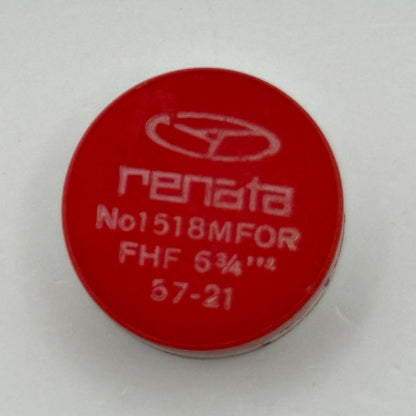 renata
No1518MFOR
FHF 6¾'''
57-21